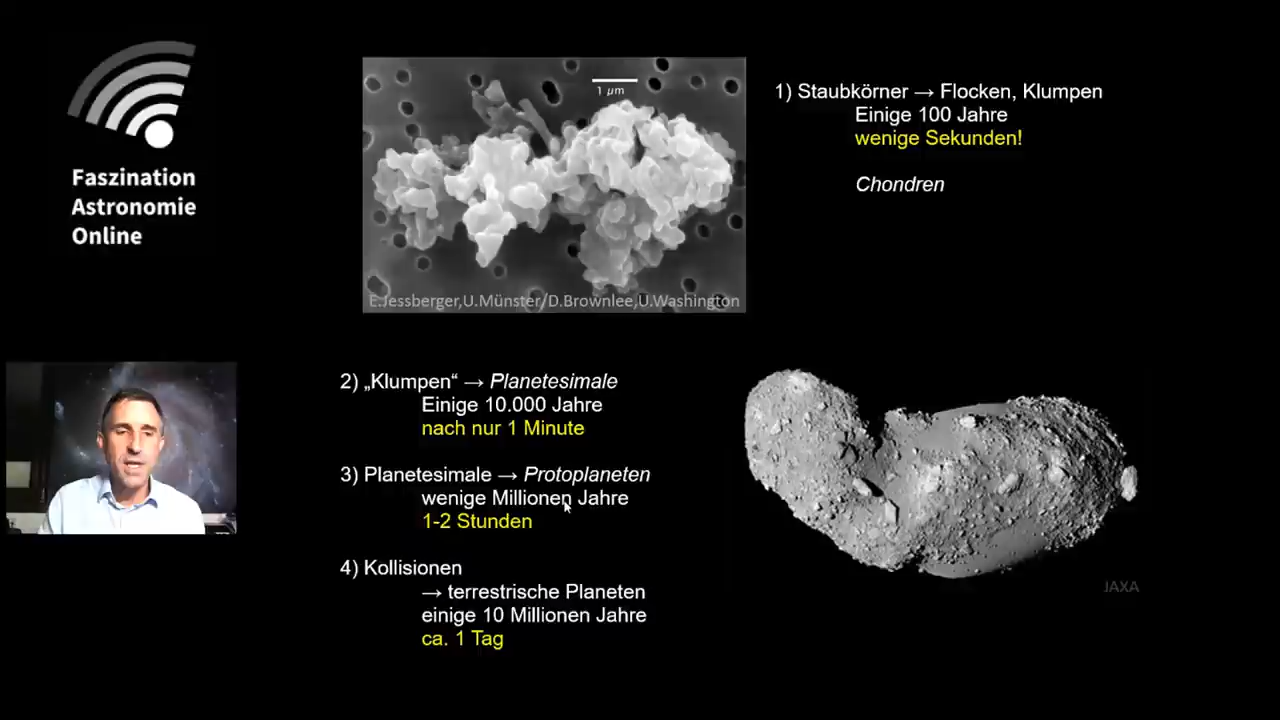 Faszination
Astronomie
Online
1 µm
E.Jessberger,U.Münster/D.Brownlee,U.Washington
1) Staubkörner → Flocken, Klumpen
Einige 100 Jahre
wenige Sekunden!
Chondren
2) „Klumpen“ → Planetesimale
Einige 10.000 Jahre
nach nur 1 Minute
3) Planetesimale → Protoplaneten
wenige Millionen Jahre
1-2 Stunden
4) Kollisionen
→ terrestrische Planeten
einige 10 Millionen Jahre
ca. 1 Tag
JAXA